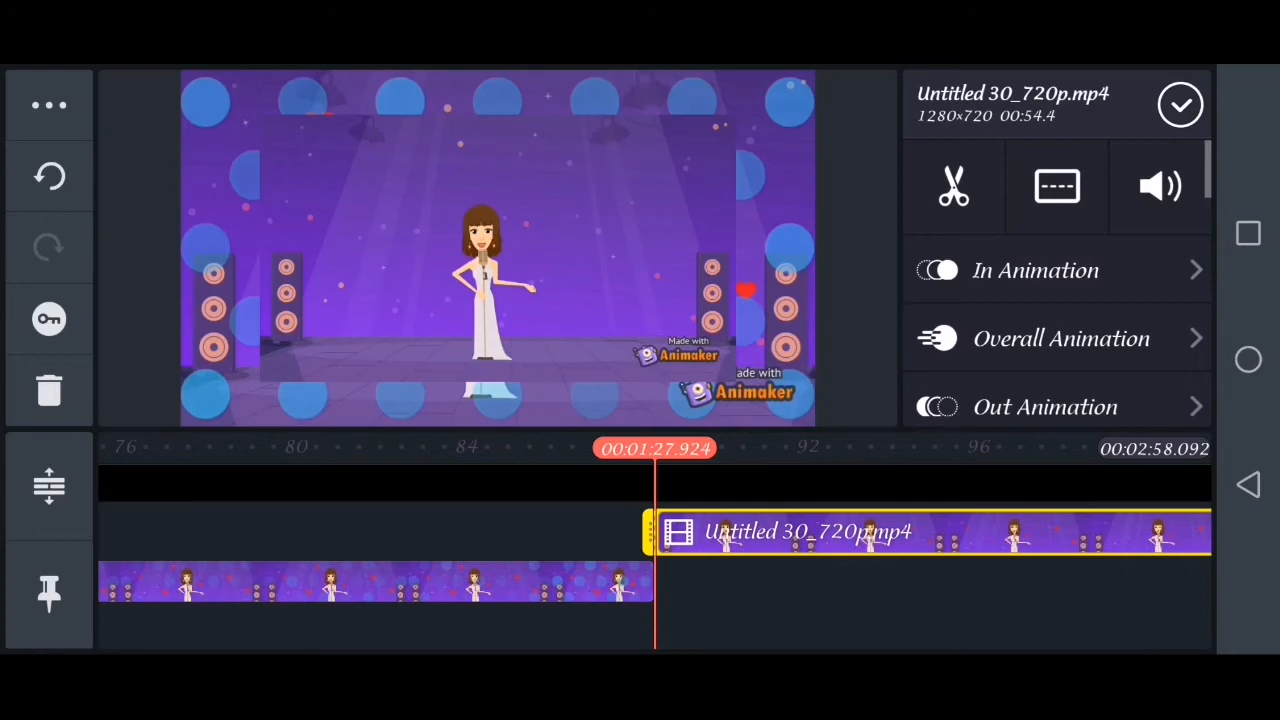 Untitled 30_720p.mp4
1280×720 00:54.4
In Animation
Overall Animation
Out Animation
Made with
Animaker
ade with
Animaker
76 80 84 00:01:27.924 92 96 00:02:58.092
Untitled 30_720p.mp4